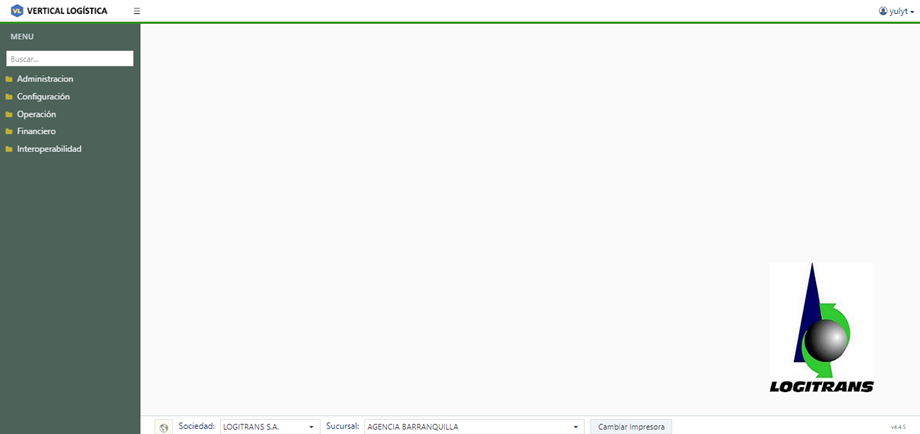 VL VERTICAL LOGÍSTICA ☰ yulyt
MENU
Buscar...
Administracion
Configuración
Operación
Financiero
Interoperabilidad
LOGITRANS
Sociedad: LOGITRANS S.A. Sucursal: AGENCIA BARRANQUILLA Cambiar Impresora v4.4.5